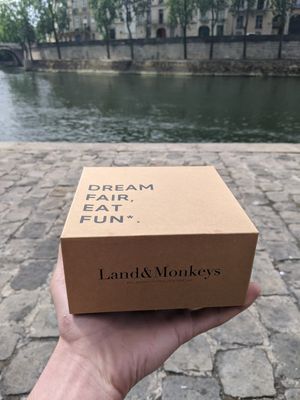 DREAM
FAIR,
EAT
FUN*.
Land&Monkeys